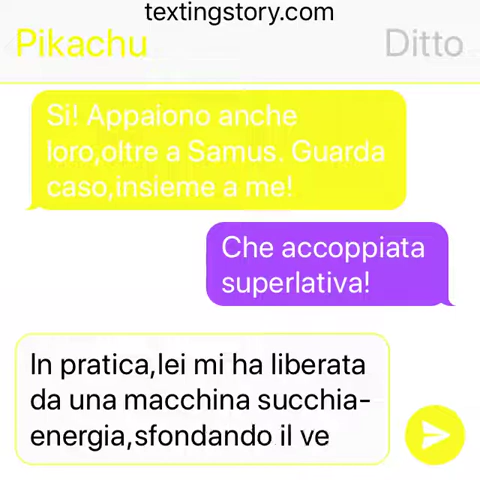 textingstory.com
Pikachu
Ditto
Si! Appaiono anche
loro,oltre a Samus. Guarda
caso,insieme a me!
Che accoppiata
superlativa!
In pratica,lei mi ha liberata
da una macchina succhia-
energia,sfondando il ve